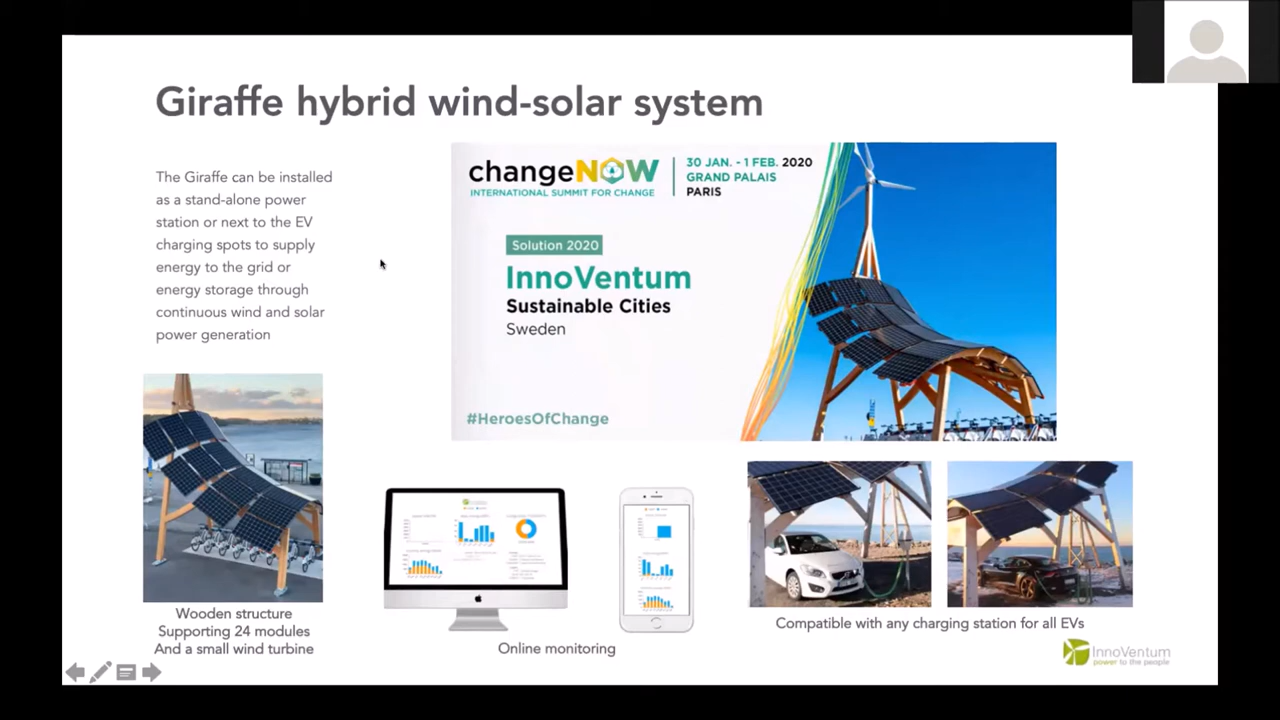 Giraffe hybrid wind-solar system
The Giraffe can be installed
as a stand-alone power
station or next to the EV
charging spots to supply
energy to the grid or
energy storage through
continuous wind and solar
power generation
changeNOW
INTERNATIONAL SUMMIT FOR CHANGE
30 JAN. - 1 FEB. 2020
GRAND PALAIS
PARIS
Solution 2020
InnoVentum
Sustainable Cities
Sweden
#HeroesOfChange
Wooden structure
Supporting 24 modules
And a small wind turbine
Online monitoring
Compatible with any charging station for all EVs
InnoVentum
power to the people